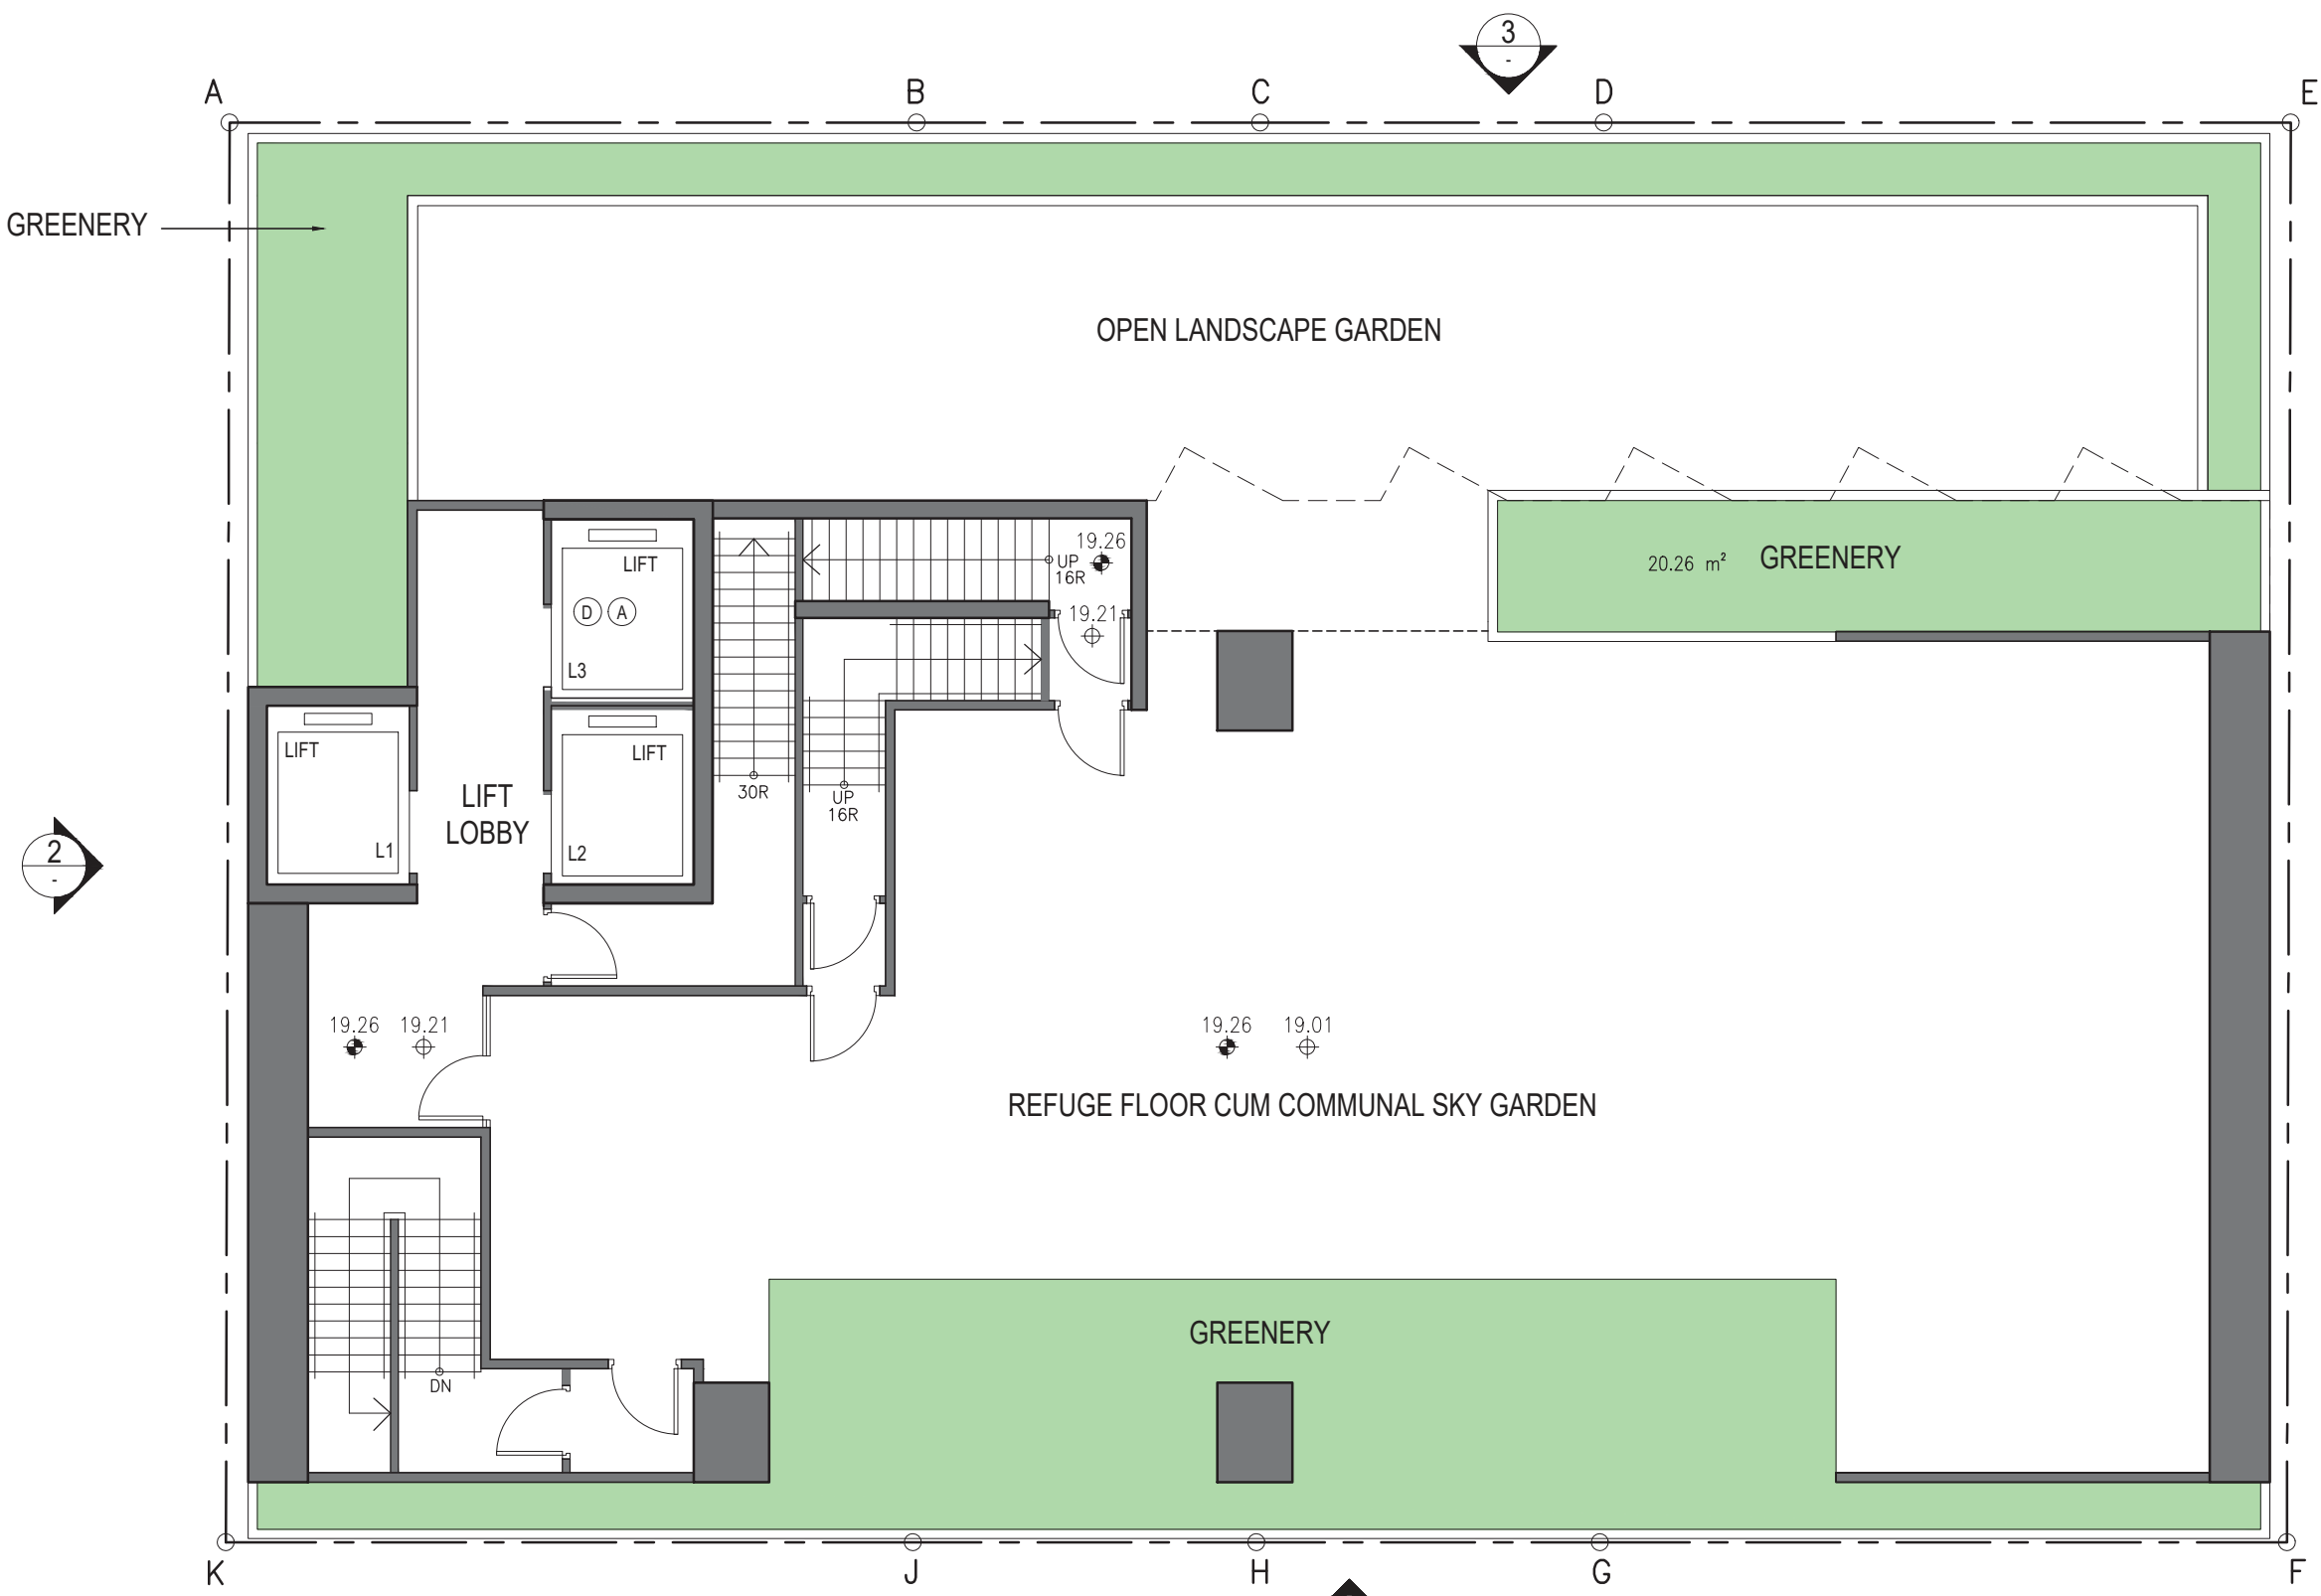 3
-
A
B
C
D
E
GREENERY
OPEN LANDSCAPE GARDEN
LIFT
D A
L3
19.26
UP
16R
19.21
20.26 m² GREENERY
LIFT
L1
LIFT
LOBBY
LIFT
L2
30R
UP
16R
2
-
19.26 19.21
19.26 19.01
REFUGE FLOOR CUM COMMUNAL SKY GARDEN
GREENERY
DN
K
J
H
G
F